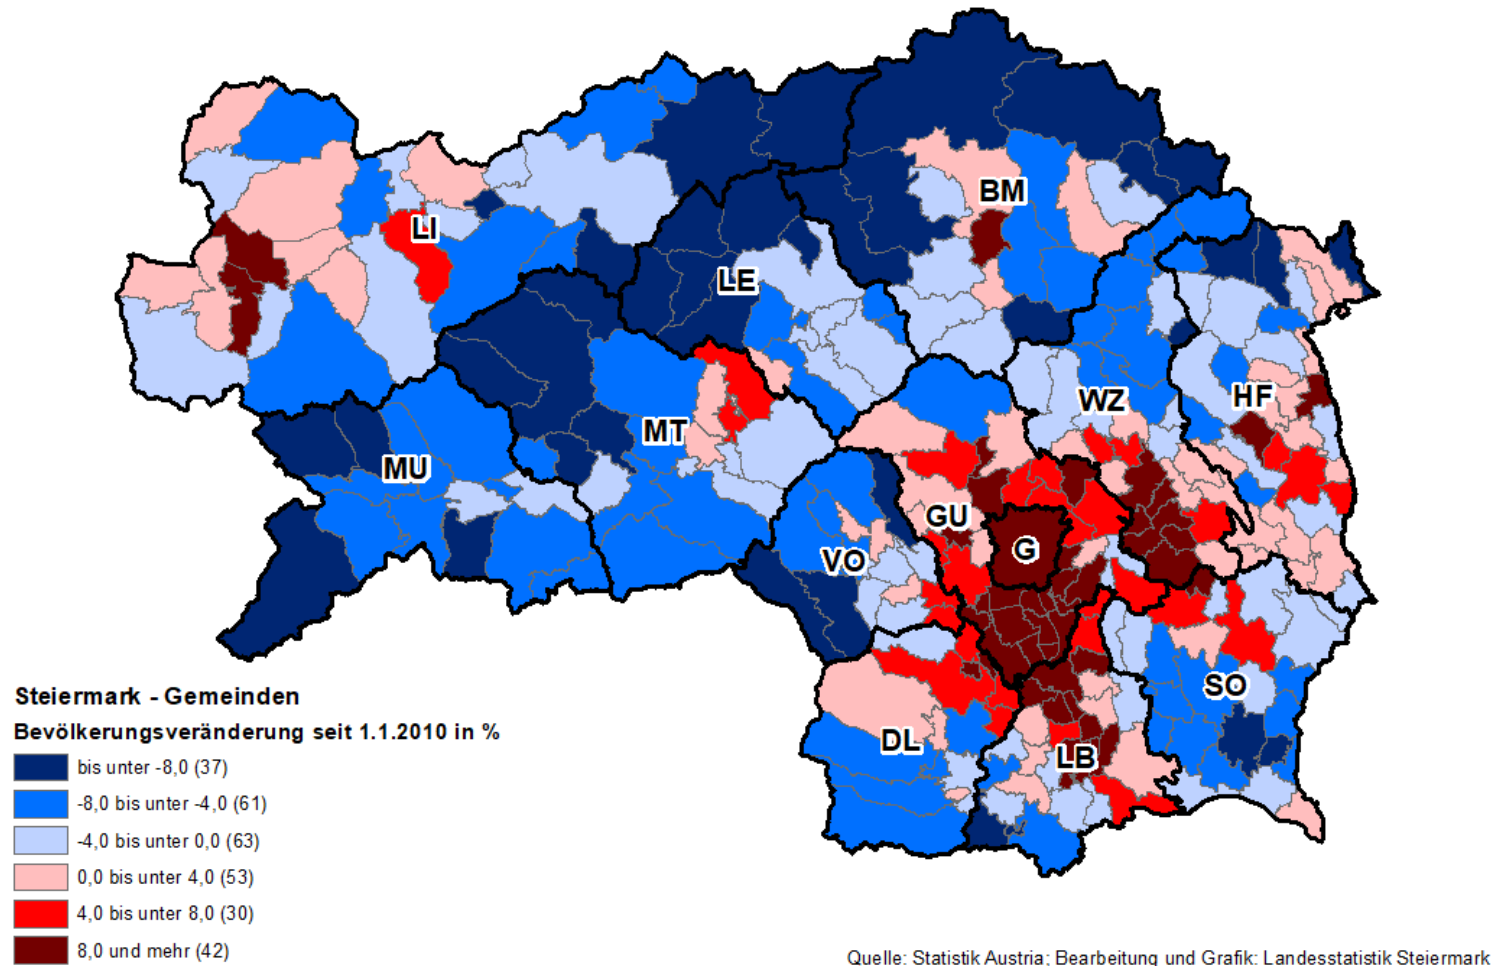 BM
LI
LE
HF
WZ
MT
MU
GU
G
VO
SO
DL
LB
Steiermark - Gemeinden
Bevölkerungsveränderung seit 1.1.2010 in %
bis unter -8,0 (37)
-8,0 bis unter -4,0 (61)
-4,0 bis unter 0,0 (63)
0,0 bis unter 4,0 (53)
4,0 bis unter 8,0 (30)
8,0 und mehr (42)
Quelle: Statistik Austria; Bearbeitung und Grafik: Landesstatistik Steiermark